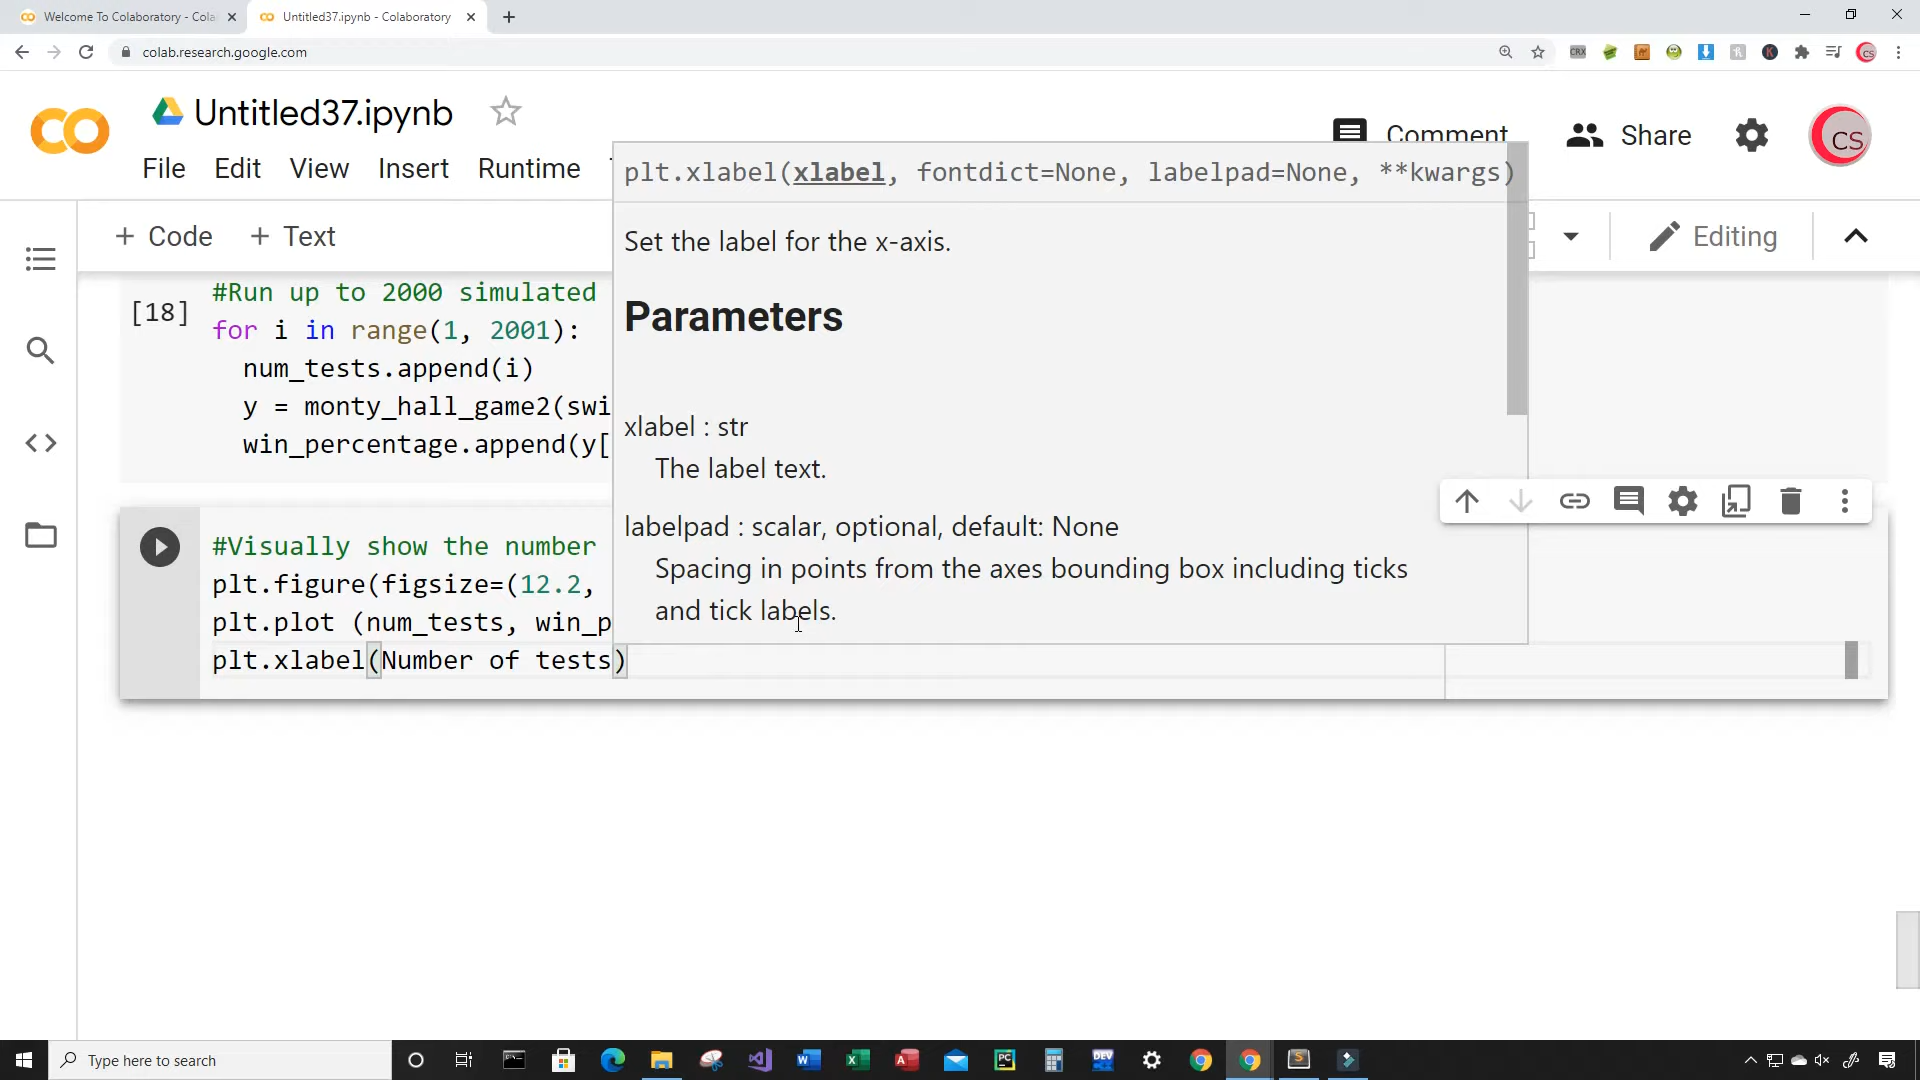 Welcome To Colaboratory - Cola
Untitled37.ipynb - Colaboratory
colab.research.google.com
CRX
K
CS
Untitled37.ipynb
Comment
Share
CS
File Edit View Insert Runtime
plt.xlabel(xlabel, fontdict=None, labelpad=None, **kwargs)
+ Code + Text
Editing
Set the label for the x-axis.
Parameters
xlabel : str
The label text.
labelpad : scalar, optional, default: None
Spacing in points from the axes bounding box including ticks
and tick labels.
[18]
#Run up to 2000 simulated
for i in range(1, 2001):
num_tests.append(i)
y = monty_hall_game2(swi
win_percentage.append(y[
#Visually show the number
plt.figure(figsize=(12.2,
plt.plot (num_tests, win_p
plt.xlabel(Number of tests)
Type here to search
PC
DEV